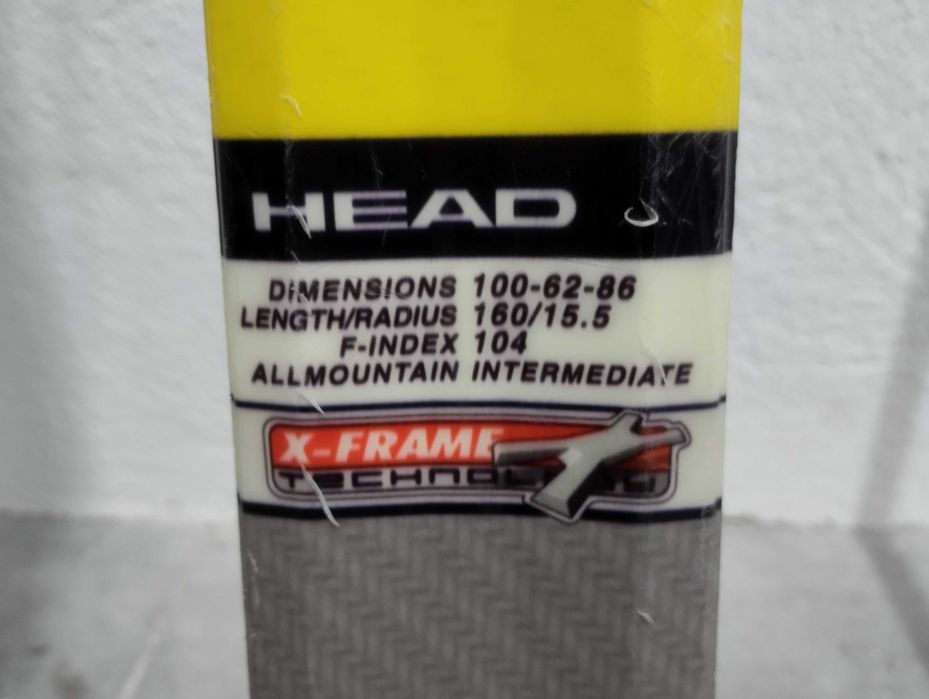 HEAD
DIMENSIONS 100-62-86
LENGTH/RADIUS 160/15.5
F-INDEX 104
ALLMOUNTAIN INTERMEDIATE
X-FRAME